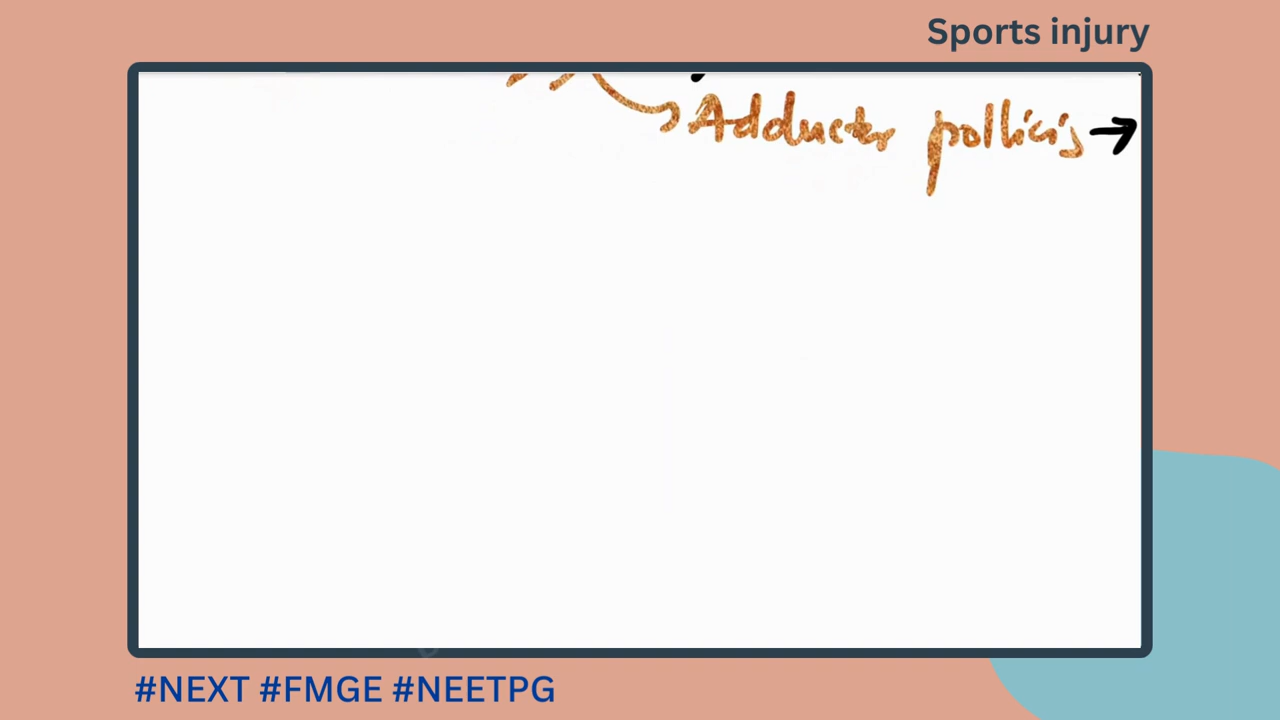 Sports injury
Adductor pollicis →
#NEXT #FMGE #NEETPG